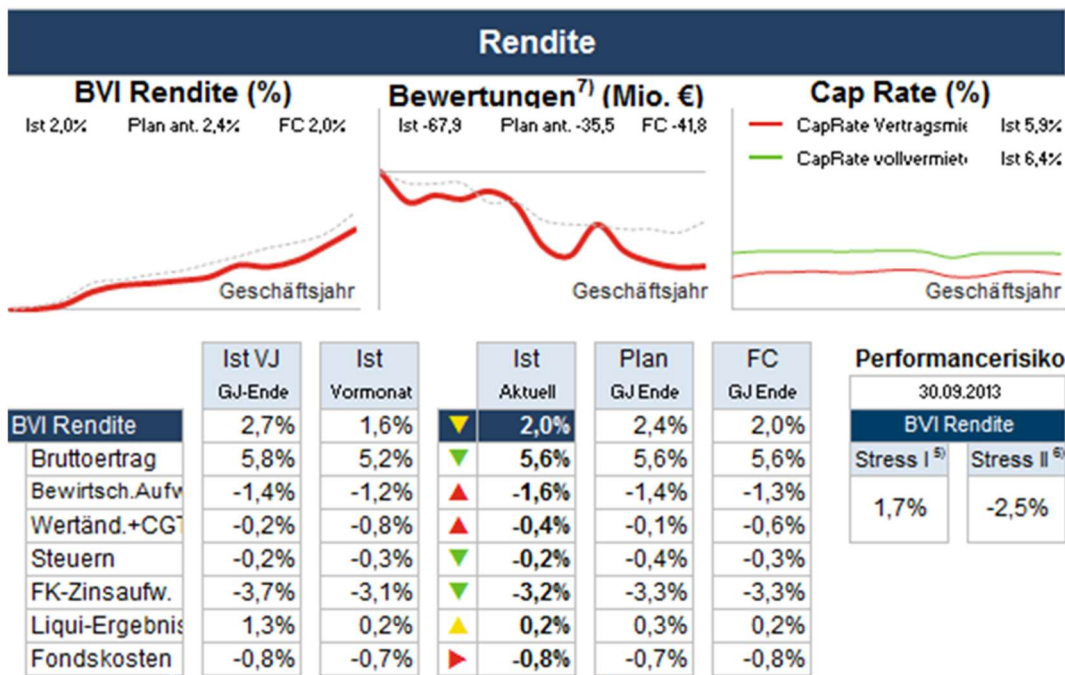 Rendite
BVI Rendite (%)
Ist 2,0% Plan ant. 2,4% FC 2,0%
Geschäftsjahr
Bewertungen7) (Mio. €)
Ist -67,9 Plan ant. -35,5 FC -41,8
Geschäftsjahr
Cap Rate (%)
CapRate Vertragsmie Ist 5,9%
CapRate vollvermiet Ist 6,4%
Geschäftsjahr
Ist VJ Ist Ist Plan FC
GJ-Ende Vormonat Aktuell GJ Ende GJ Ende
BVI Rendite 2,7% 1,6% 2,0% 2,4% 2,0%
Bruttoertrag 5,8% 5,2% 5,6% 5,6% 5,6%
Bewirtsch.Aufw -1,4% -1,2% -1,6% -1,4% -1,3%
Wertänd.+CGT -0,2% -0,8% -0,4% -0,1% -0,6%
Steuern -0,2% -0,3% -0,2% -0,4% -0,3%
FK-Zinsaufw. -3,7% -3,1% -3,2% -3,3% -3,3%
Liqui-Ergebnis 1,3% 0,2% 0,2% 0,3% 0,2%
Fondskosten -0,8% -0,7% -0,8% -0,7% -0,8%
Performancerisiko
30.09.2013
BVI Rendite
Stress I 5) Stress II 6)
1,7% -2,5%